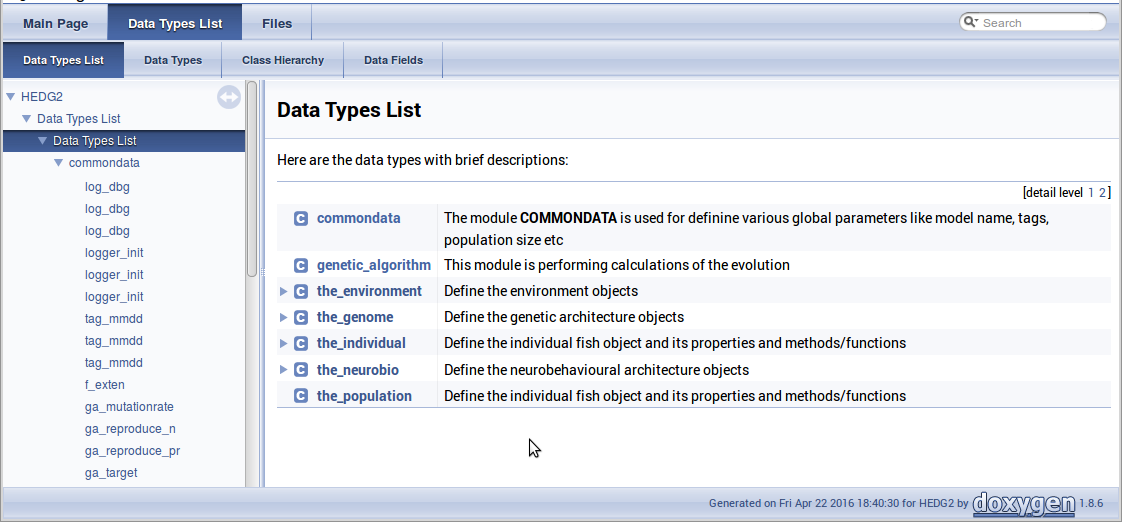 Main Page Data Types List Files Search
Data Types List Data Types Class Hierarchy Data Fields
HEDG2
Data Types List
Data Types List
commondata
log_dbg
log_dbg
log_dbg
logger_init
logger_init
logger_init
tag_mmdd
tag_mmdd
tag_mmdd
f_exten
ga_mutationrate
ga_reproduce_n
ga_reproduce_pr
ga_target
Data Types List
Here are the data types with brief descriptions:
[detail level 1 2]
C commondata The module COMMONDATA is used for definine various global parameters like model name, tags,
population size etc
C genetic_algorithm This module is performing calculations of the evolution
C the_environment Define the environment objects
C the_genome Define the genetic architecture objects
C the_individual Define the individual fish object and its properties and methods/functions
C the_neurobio Define the neurobehavioural architecture objects
C the_population Define the individual fish object and its properties and methods/functions
Generated on Fri Apr 22 2016 18:40:30 for HEDG2 by doxygen 1.8.6